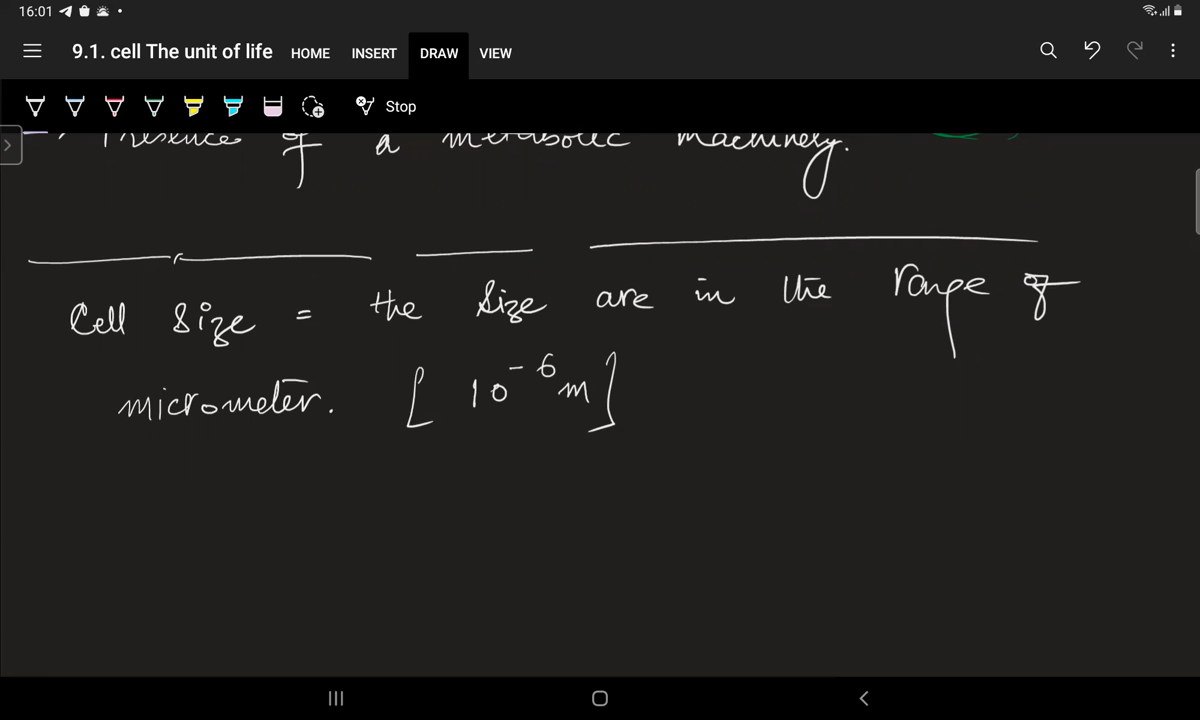 16:01
9.1. cell The unit of life HOME INSERT DRAW VIEW
Stop
→ Presence of a metabolic machinery.
Cell Size = the Size are in the range of
micrometer. [ 10⁻⁶m ]